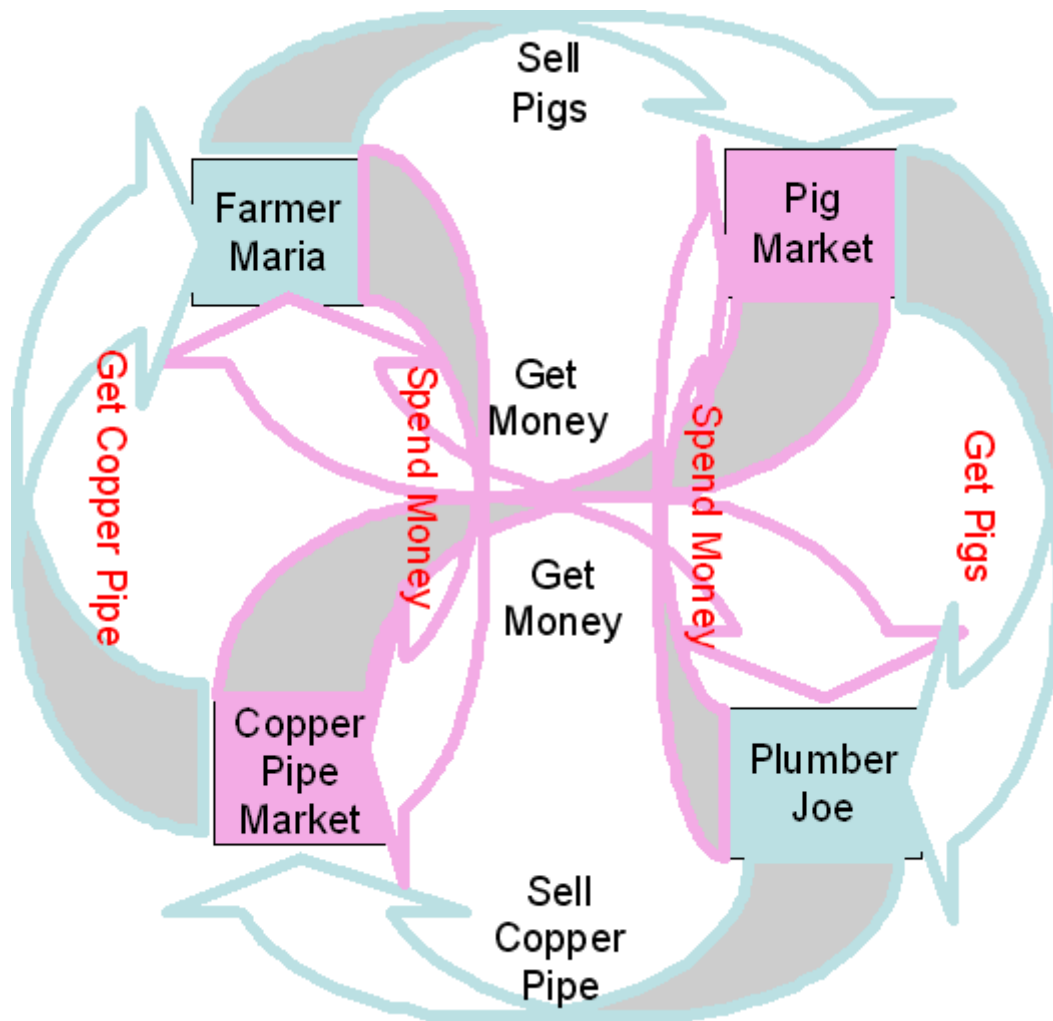 Sell
Pigs
Farmer
Maria
Pig
Market
Get Copper Pipe
Spend Money
Get
Money
Spend Money
Get Pigs
Get
Money
Copper
Pipe
Market
Plumber
Joe
Sell
Copper
Pipe